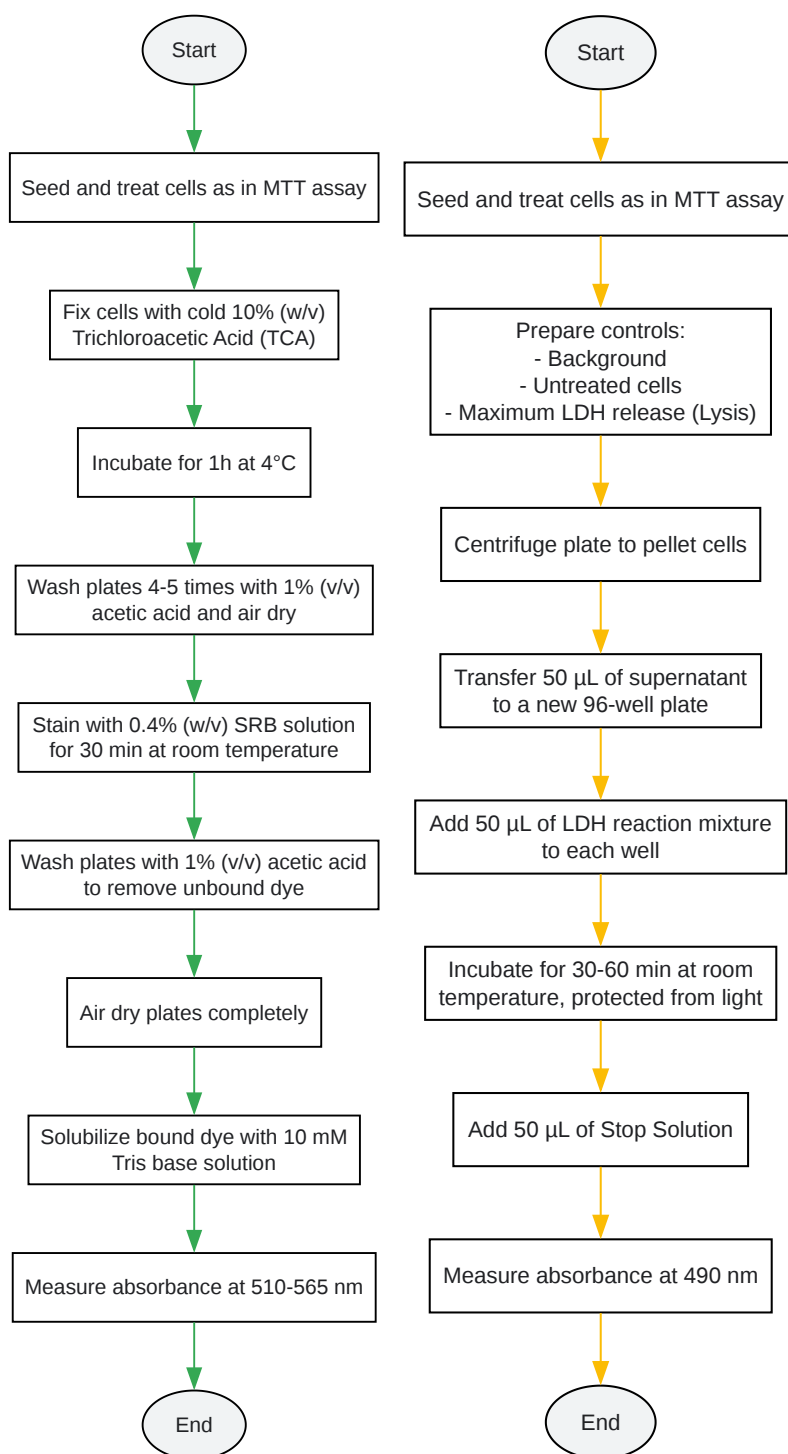 Start
Seed and treat cells as in MTT assay
Fix cells with cold 10% (w/v)
Trichloroacetic Acid (TCA)
Incubate for 1h at 4°C
Wash plates 4-5 times with 1% (v/v)
acetic acid and air dry
Stain with 0.4% (w/v) SRB solution
for 30 min at room temperature
Wash plates with 1% (v/v) acetic acid
to remove unbound dye
Air dry plates completely
Solubilize bound dye with 10 mM
Tris base solution
Measure absorbance at 510-565 nm
End
Start
Seed and treat cells as in MTT assay
Prepare controls:
- Background
- Untreated cells
- Maximum LDH release (Lysis)
Centrifuge plate to pellet cells
Transfer 50 µL of supernatant
to a new 96-well plate
Add 50 µL of LDH reaction mixture
to each well
Incubate for 30-60 min at room
temperature, protected from light
Add 50 µL of Stop Solution
Measure absorbance at 490 nm
End